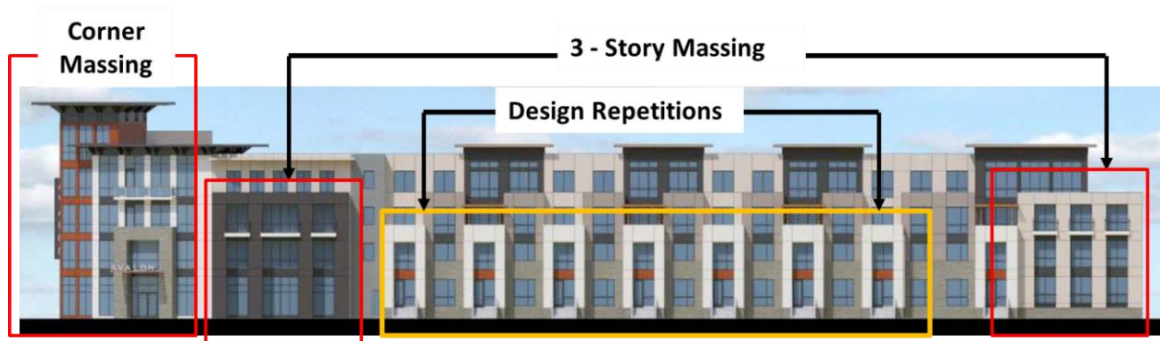 Corner
Massing
3 - Story Massing
Design Repetitions
AVALON